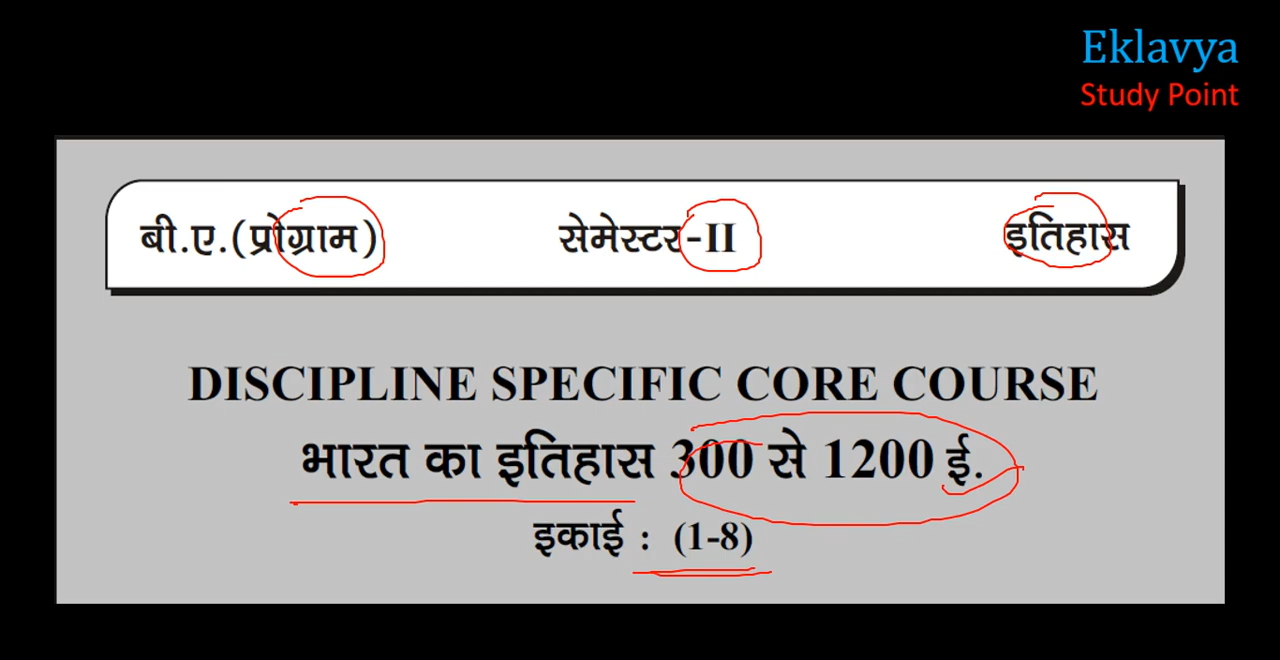 Eklavya
Study Point
बी.ए.(प्रोग्राम) सेमेस्टर-II इतिहास
DISCIPLINE SPECIFIC CORE COURSE
भारत का इतिहास 300 से 1200 ई.
इकाई : (1-8)